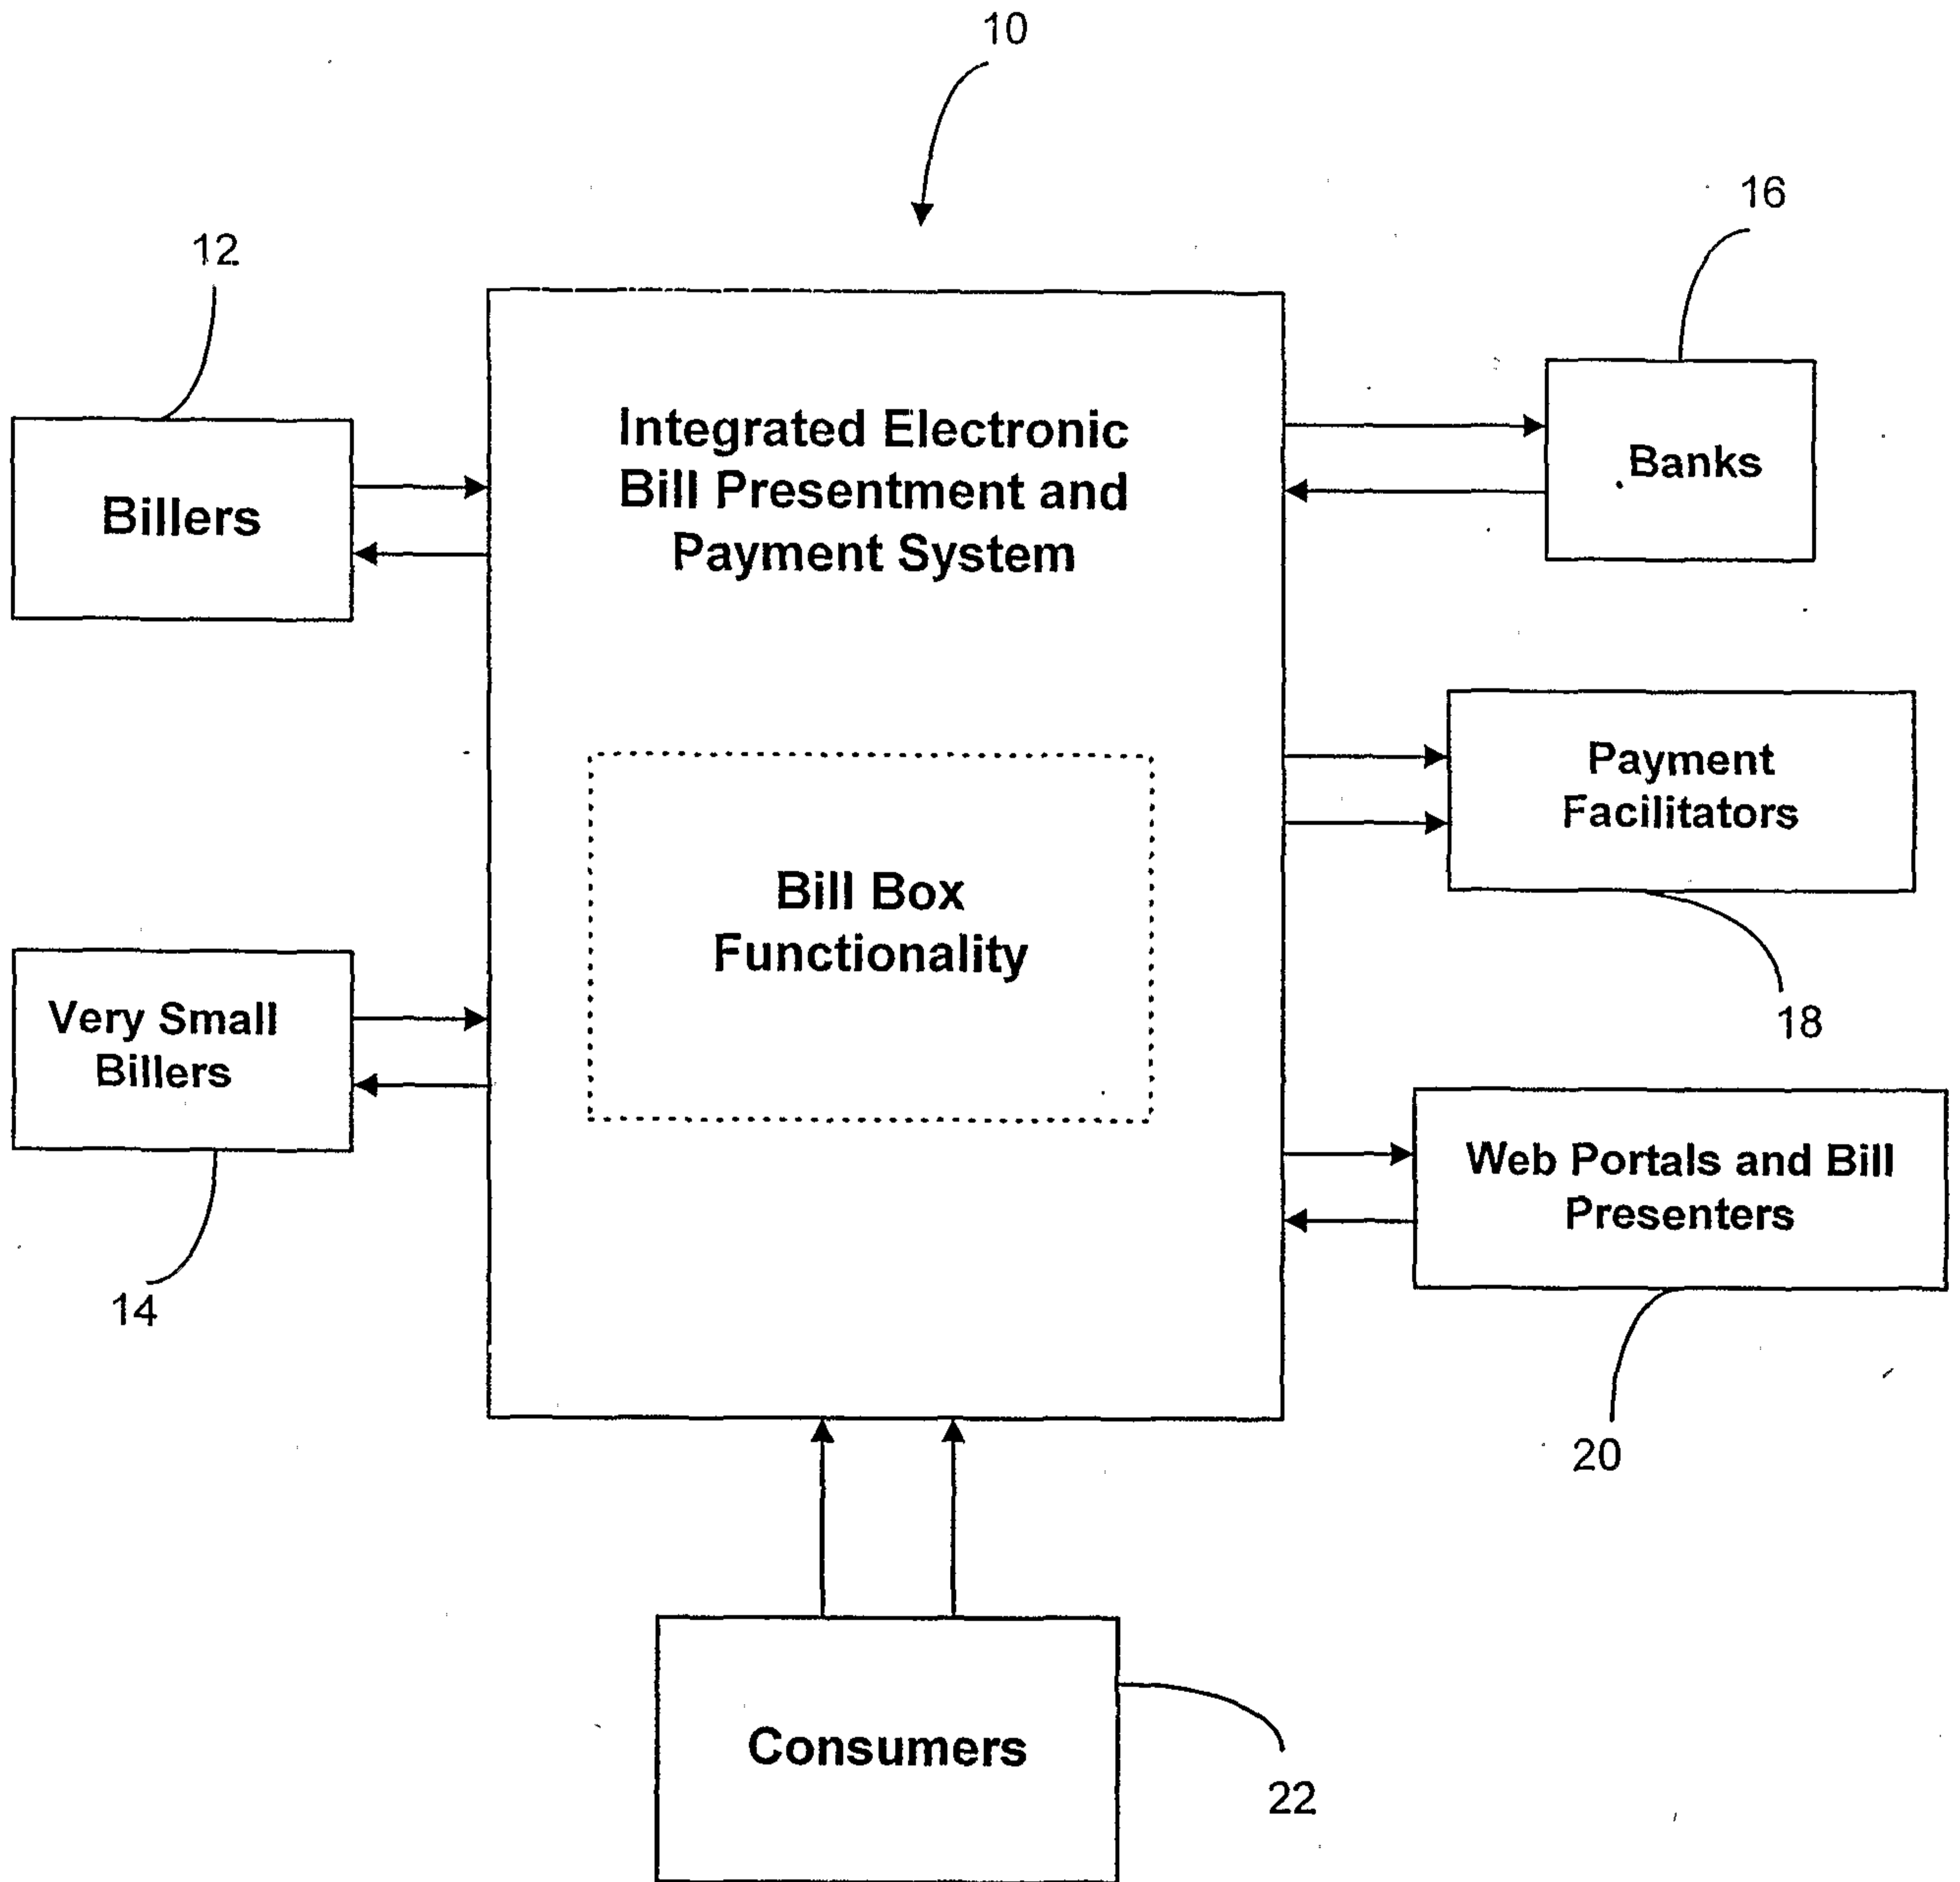 10
16
12
Integrated Electronic
Bill Presentment and
Payment System
Banks
Billers
Payment
Facilitators
Bill Box
Functionality
Very Small
Billers
18
Web Portals and Bill
Presenters
14
20
Consumers
22